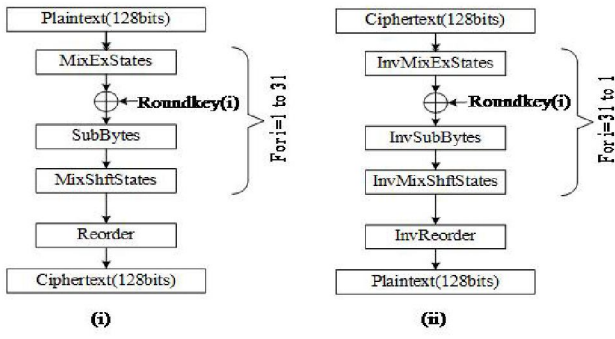 Plaintext(128bits)
MixExStates
Roundkey(i)
SubBytes
MixShftStates
Reorder
Ciphertext(128bits)
For i=1 to 31
(i)
Ciphertext(128bits)
InvMixExStates
Roundkey(i)
InvSubBytes
InvMixShftStates
InvReorder
Plaintext(128bits)
For i=31 to 1
(ii)